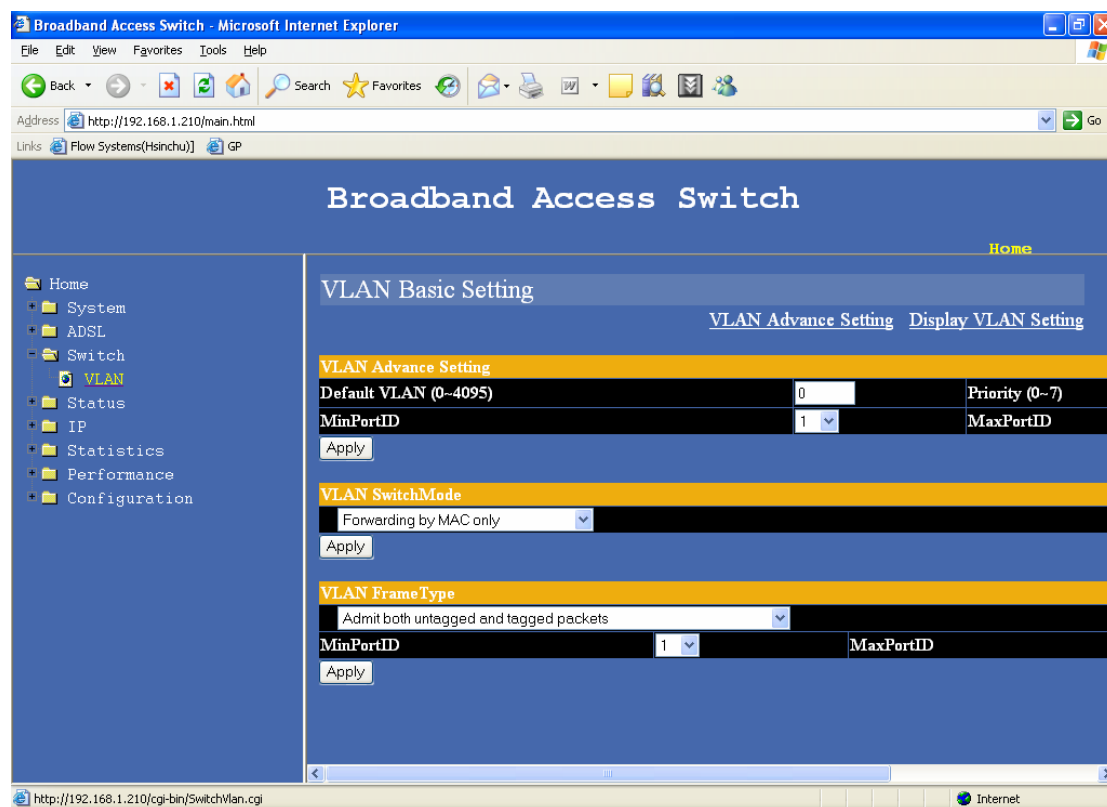 Broadband Access Switch - Microsoft Internet Explorer
File Edit View Favorites Tools Help
Back Search Favorites
Address http://192.168.1.210/main.html Go
Links Flow Systems(Hsinchu)] GP
Broadband Access Switch
Home
Home
System
ADSL
Switch
VLAN
Status
IP
Statistics
Performance
Configuration
VLAN Basic Setting
VLAN Advance Setting Display VLAN Setting
VLAN Advance Setting
Default VLAN (0~4095) 0 Priority (0~7)
MinPortID 1 MaxPortID
Apply
VLAN SwitchMode
Forwarding by MAC only
Apply
VLAN FrameType
Admit both untagged and tagged packets
MinPortID 1 MaxPortID
Apply
http://192.168.1.210/cgi-bin/SwitchVlan.cgi Internet